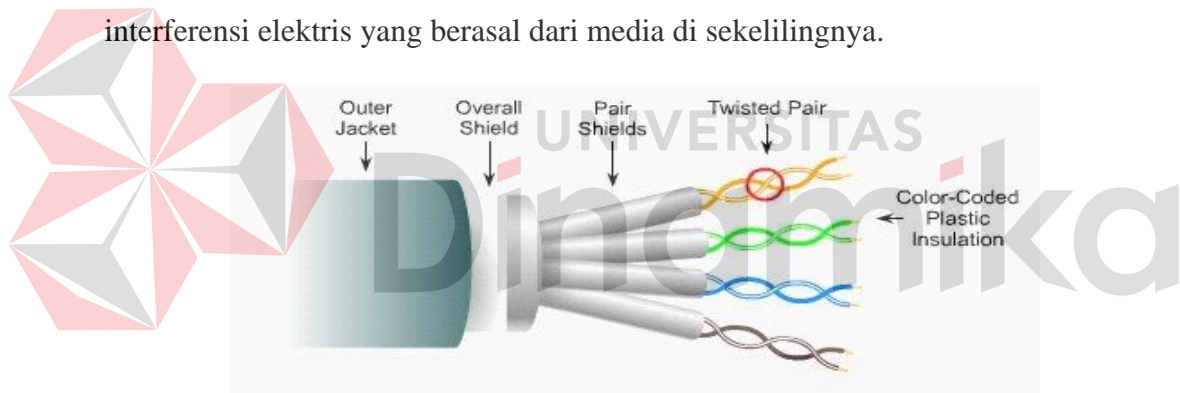 interferensi elektris yang berasal dari media di sekelilingnya.
Outer
Jacket
Overall
Shield
Pair
Shields
Twisted Pair
Color-Coded
Plastic
Insulation
UNIVERSITAS
Dinamika